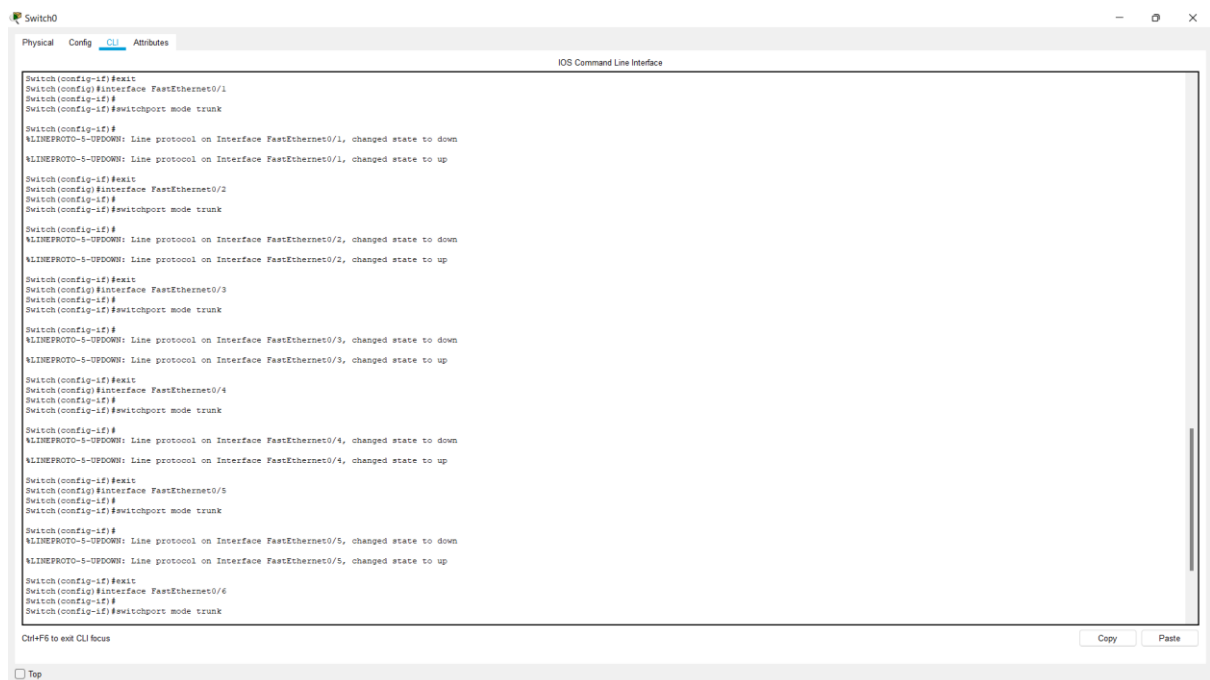 Switch0
Physical Config CLI Attributes
IOS Command Line Interface
Switch(config-if)#exit
Switch(config)#interface FastEthernet0/1
Switch(config-if)#
Switch(config-if)#switchport mode trunk
Switch(config-if)#
%LINEPROTO-5-UPDOWN: Line protocol on Interface FastEthernet0/1, changed state to down
%LINEPROTO-5-UPDOWN: Line protocol on Interface FastEthernet0/1, changed state to up
Switch(config-if)#exit
Switch(config)#interface FastEthernet0/2
Switch(config-if)#
Switch(config-if)#switchport mode trunk
Switch(config-if)#
%LINEPROTO-5-UPDOWN: Line protocol on Interface FastEthernet0/2, changed state to down
%LINEPROTO-5-UPDOWN: Line protocol on Interface FastEthernet0/2, changed state to up
Switch(config-if)#exit
Switch(config)#interface FastEthernet0/3
Switch(config-if)#
Switch(config-if)#switchport mode trunk
Switch(config-if)#
%LINEPROTO-5-UPDOWN: Line protocol on Interface FastEthernet0/3, changed state to down
%LINEPROTO-5-UPDOWN: Line protocol on Interface FastEthernet0/3, changed state to up
Switch(config-if)#exit
Switch(config)#interface FastEthernet0/4
Switch(config-if)#
Switch(config-if)#switchport mode trunk
Switch(config-if)#
%LINEPROTO-5-UPDOWN: Line protocol on Interface FastEthernet0/4, changed state to down
%LINEPROTO-5-UPDOWN: Line protocol on Interface FastEthernet0/4, changed state to up
Switch(config-if)#exit
Switch(config)#interface FastEthernet0/5
Switch(config-if)#
Switch(config-if)#switchport mode trunk
Switch(config-if)#
%LINEPROTO-5-UPDOWN: Line protocol on Interface FastEthernet0/5, changed state to down
%LINEPROTO-5-UPDOWN: Line protocol on Interface FastEthernet0/5, changed state to up
Switch(config-if)#exit
Switch(config)#interface FastEthernet0/6
Switch(config-if)#
Switch(config-if)#switchport mode trunk
Ctrl+F6 to exit CLI focus
Copy Paste
Top